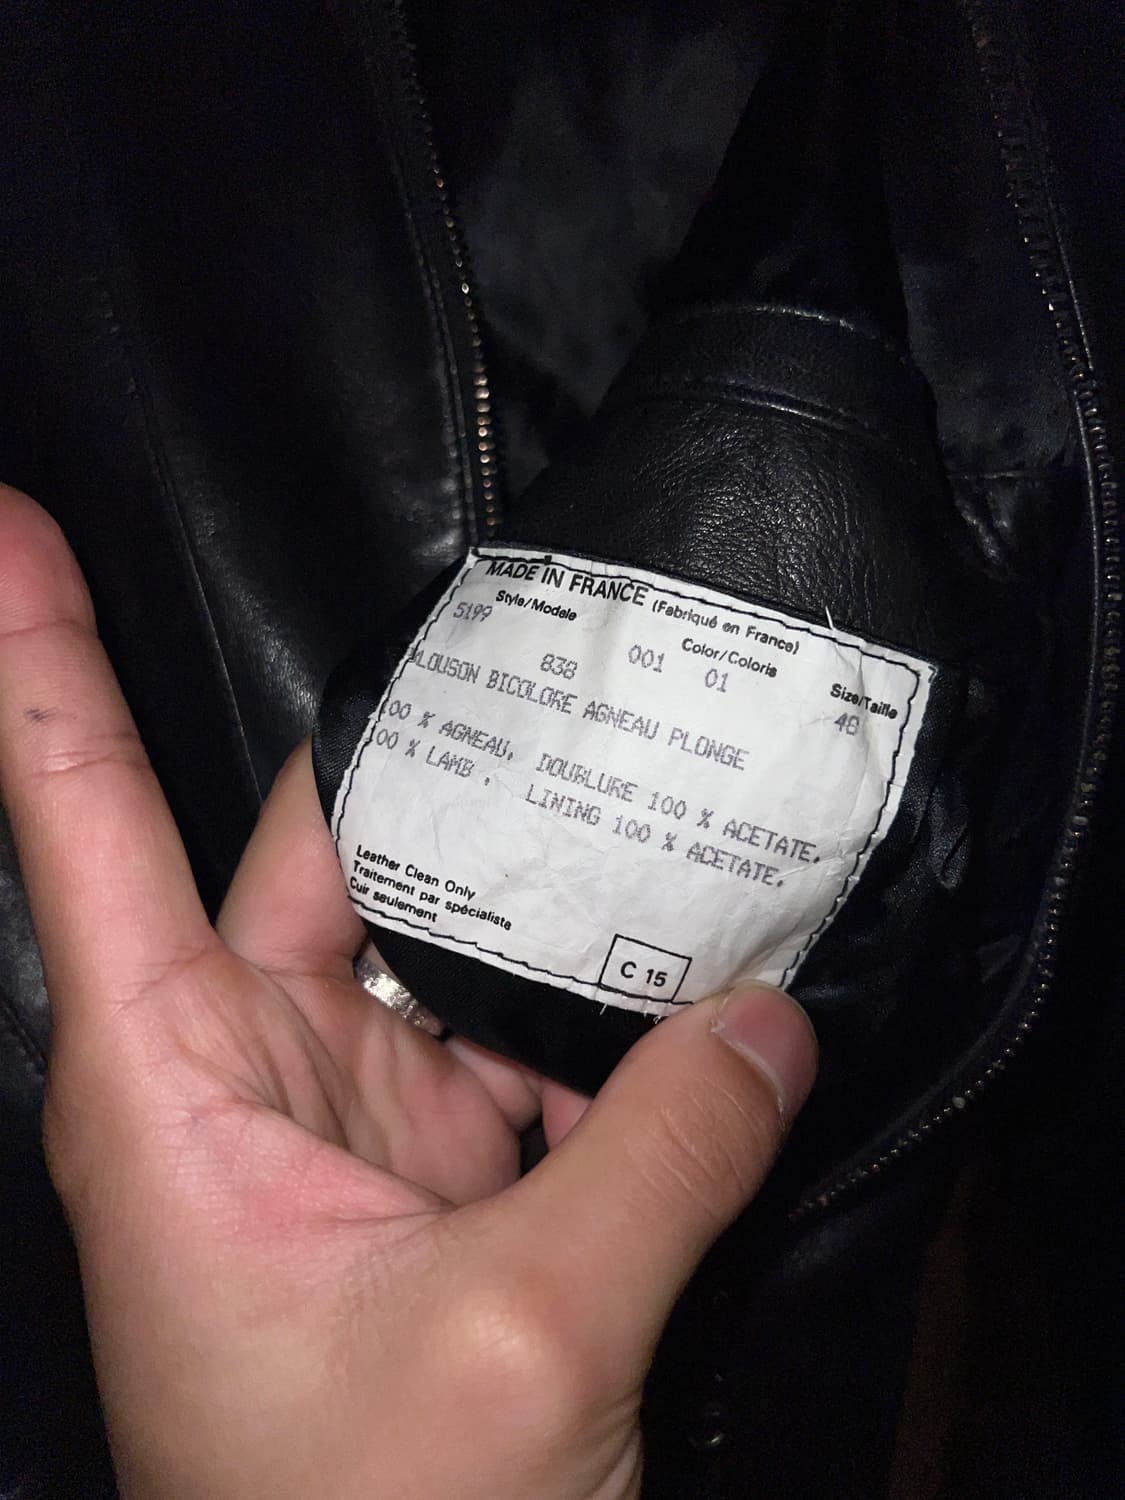 MADE IN FRANCE (Fabriqué en France)
Style/Modele Color/Coloris Size/Taille
5199 838 001 01 48
BLOUSON BICOLORE AGNEAU PLONGE
00 % AGNEAU. DOUBLURE 100 % ACETATE.
00 % LAMB . LINING 100 % ACETATE.
Leather Clean Only
Traitement par spécialiste
Cuir seulement
C 15